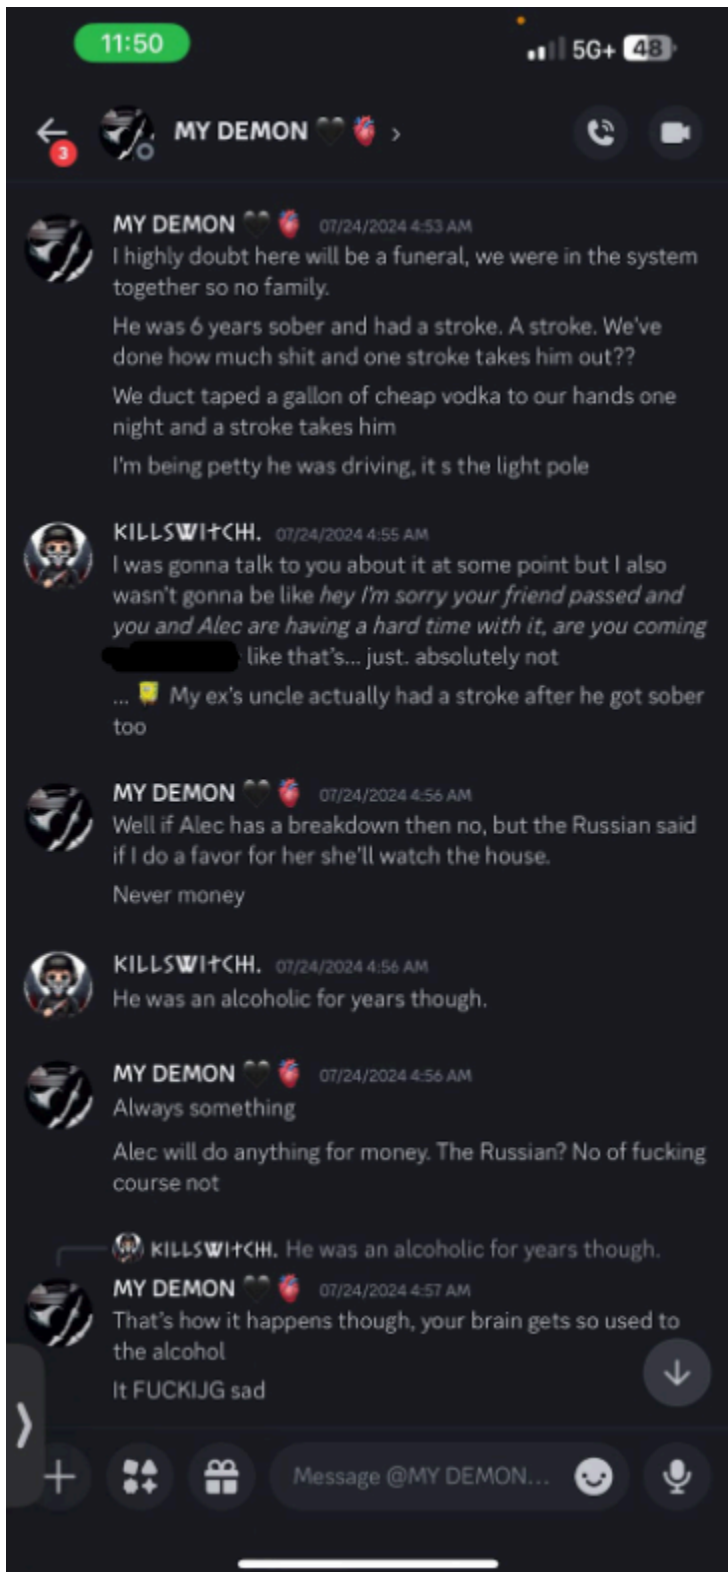 11:50
5G+ 48
3
MY DEMON 🖤 🫀 >
MY DEMON 🖤 🫀 07/24/2024 4:53 AM
I highly doubt here will be a funeral, we were in the system
together so no family.
He was 6 years sober and had a stroke. A stroke. We've
done how much shit and one stroke takes him out??
We duct taped a gallon of cheap vodka to our hands one
night and a stroke takes him
I'm being petty he was driving, it s the light pole
KILLSWITCH. 07/24/2024 4:55 AM
I was gonna talk to you about it at some point but I also
wasn't gonna be like hey I'm sorry your friend passed and
you and Alec are having a hard time with it, are you coming
like that's... just. absolutely not
... My ex's uncle actually had a stroke after he got sober
too
MY DEMON 🖤 🫀 07/24/2024 4:56 AM
Well if Alec has a breakdown then no, but the Russian said
if I do a favor for her she'll watch the house.
Never money
KILLSWITCH. 07/24/2024 4:56 AM
He was an alcoholic for years though.
MY DEMON 🖤 🫀 07/24/2024 4:56 AM
Always something
Alec will do anything for money. The Russian? No of fucking
course not
KILLSWITCH. He was an alcoholic for years though.
MY DEMON 🖤 🫀 07/24/2024 4:57 AM
That's how it happens though, your brain gets so used to
the alcohol
It FUCKIJG sad
Message @MY DEMON...